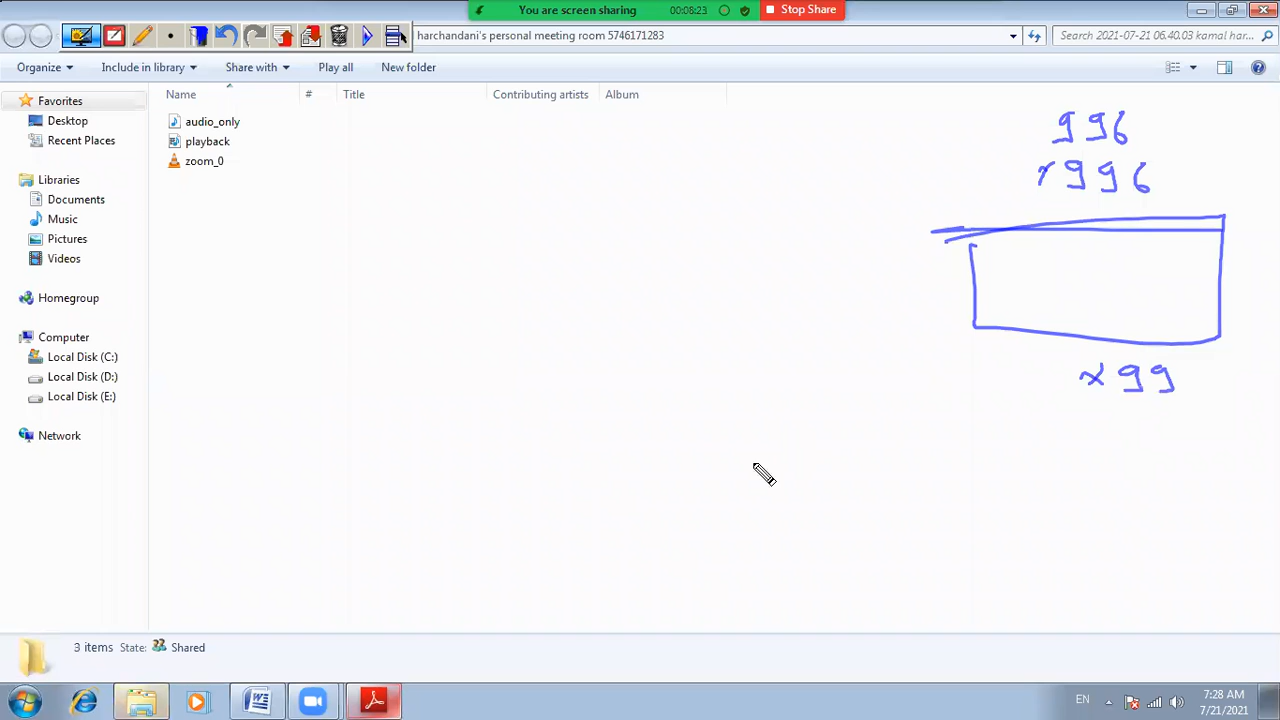 You are screen sharing 00:08:23 Stop Share
harchandani's personal meeting room 5746171283
Search 2021-07-21 06.40.03 kamal har...
Organize Include in library Share with Play all New folder
Name # Title Contributing artists Album
Favorites
Desktop
Recent Places
Libraries
Documents
Music
Pictures
Videos
Homegroup
Computer
Local Disk (C:)
Local Disk (D:)
Local Disk (E:)
Network
audio_only
playback
zoom_0
996
×996
×99
3 items State: Shared
EN
7:28 AM
7/21/2021